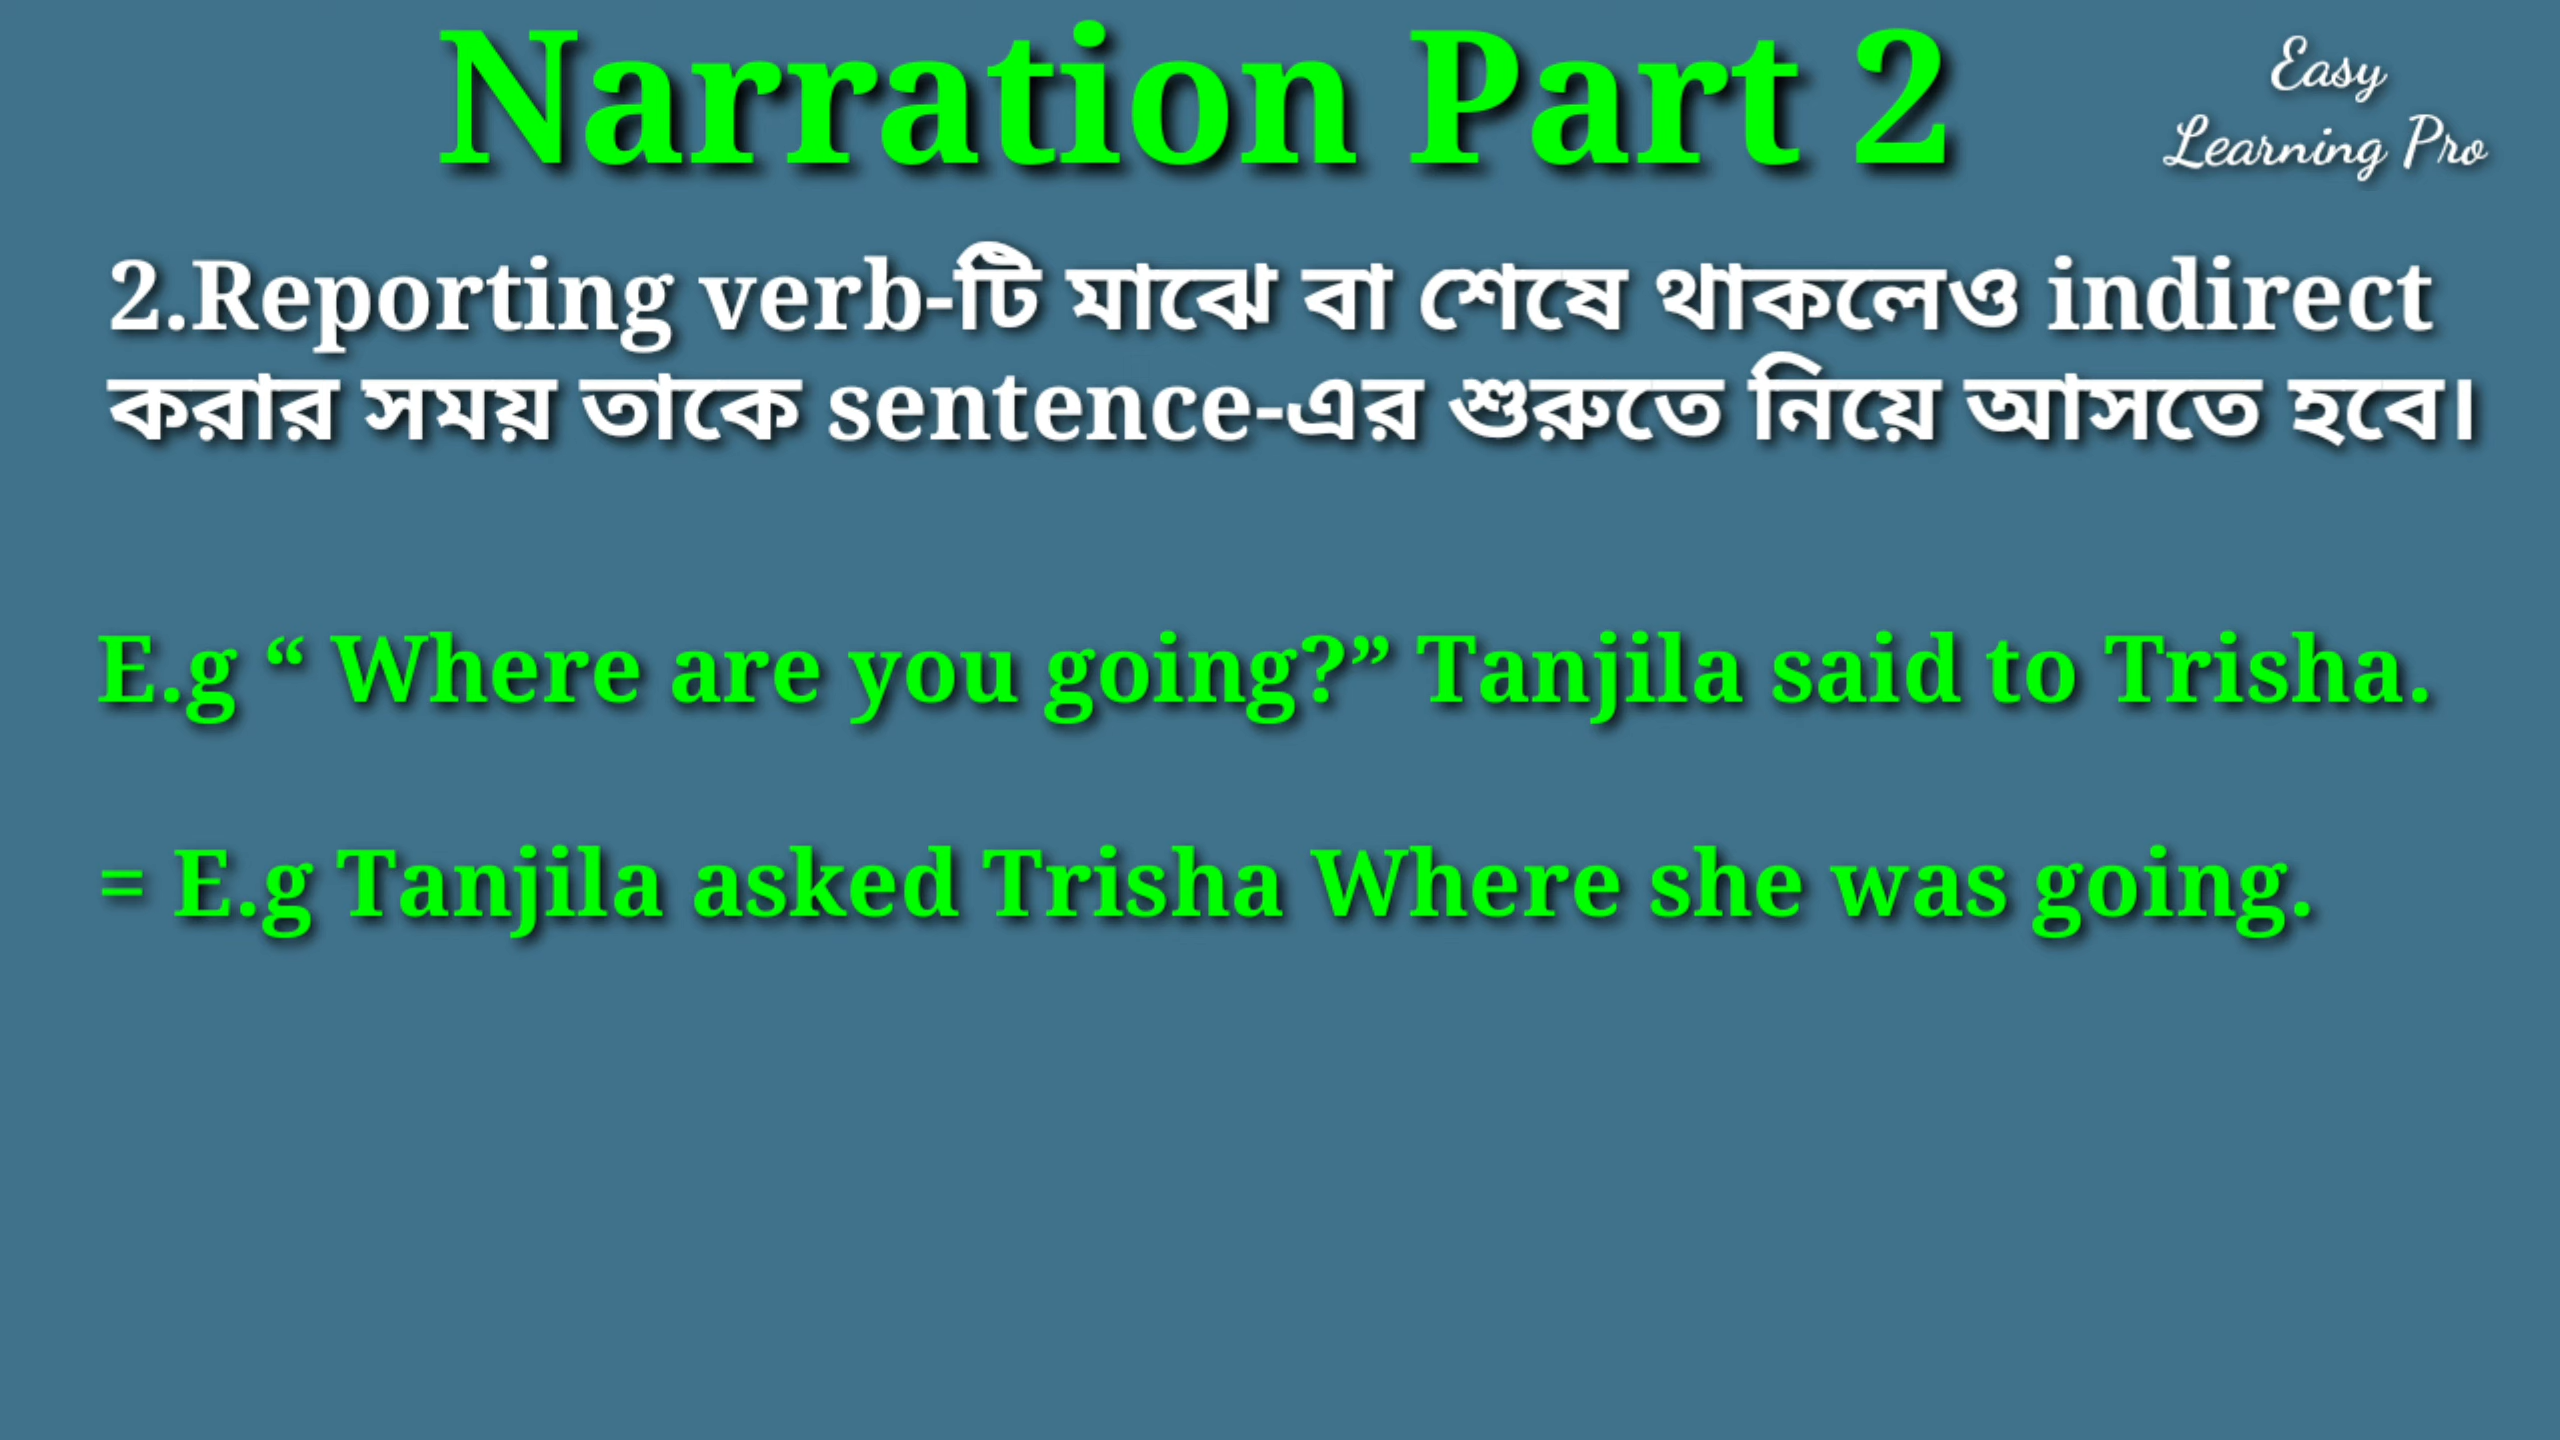 Narration Part 2
Easy
Learning Pro
2.Reporting verb-টি মাঝে বা শেষে থাকলেও indirect
করার সময় তাকে sentence-এর শুরুতে নিয়ে আসতে হবে।
E.g “ Where are you going?” Tanjila said to Trisha.
= E.g Tanjila asked Trisha Where she was going.